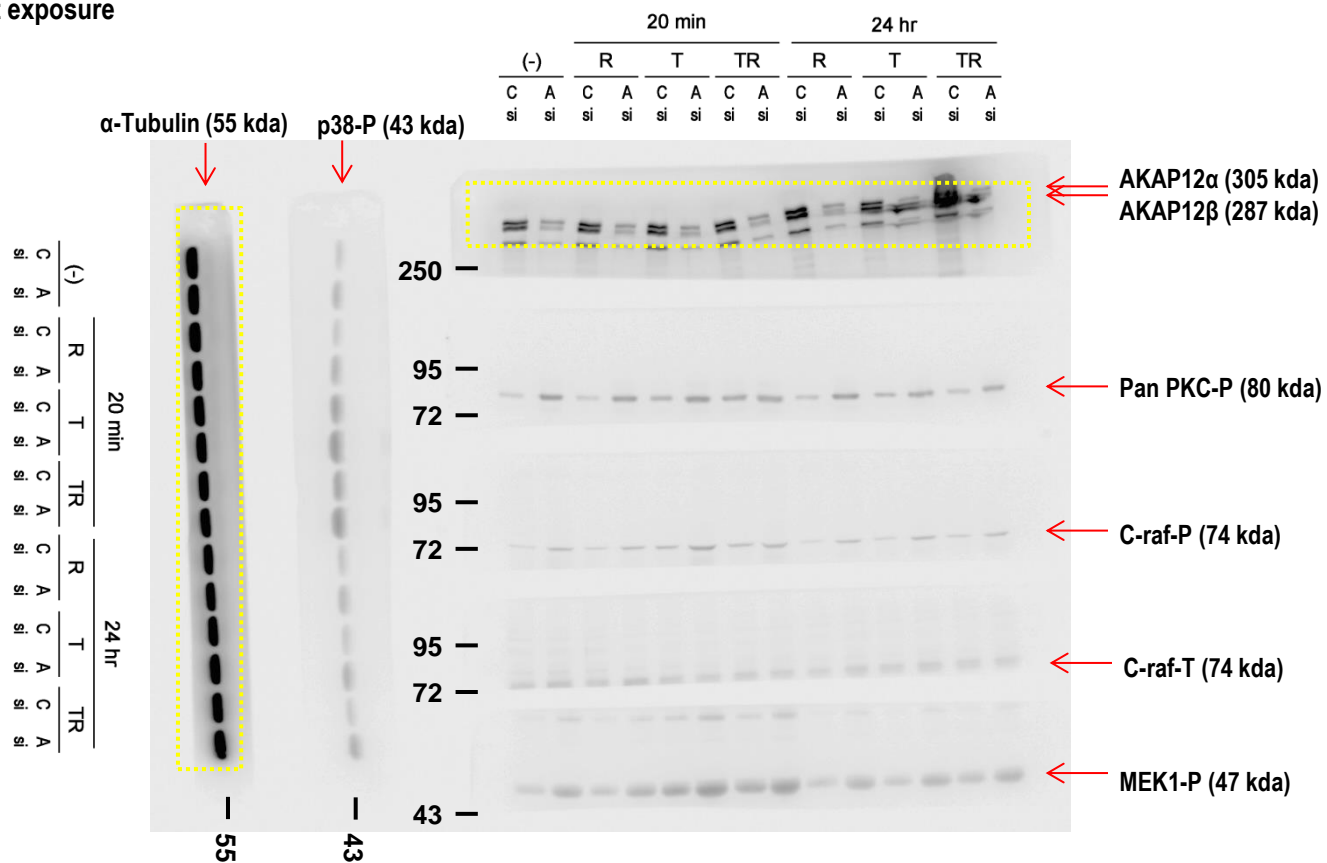 exposure
20 min 24 hr
(-) R T TR R T TR
C A C A C A C A C A C A C A
si si si si si si si si si si si si si si
α-Tubulin (55 kda) p38-P (43 kda)
AKAP12α (305 kda)
AKAP12β (287 kda)
250
95
Pan PKC-P (80 kda)
72
95
C-raf-P (74 kda)
72
95
C-raf-T (74 kda)
72
MEK1-P (47 kda)
43
20 min 24 hr
(-) R T TR R T TR
C A C A C A C A C A C A C A
si si si si si si si si si si si si si si
55
43